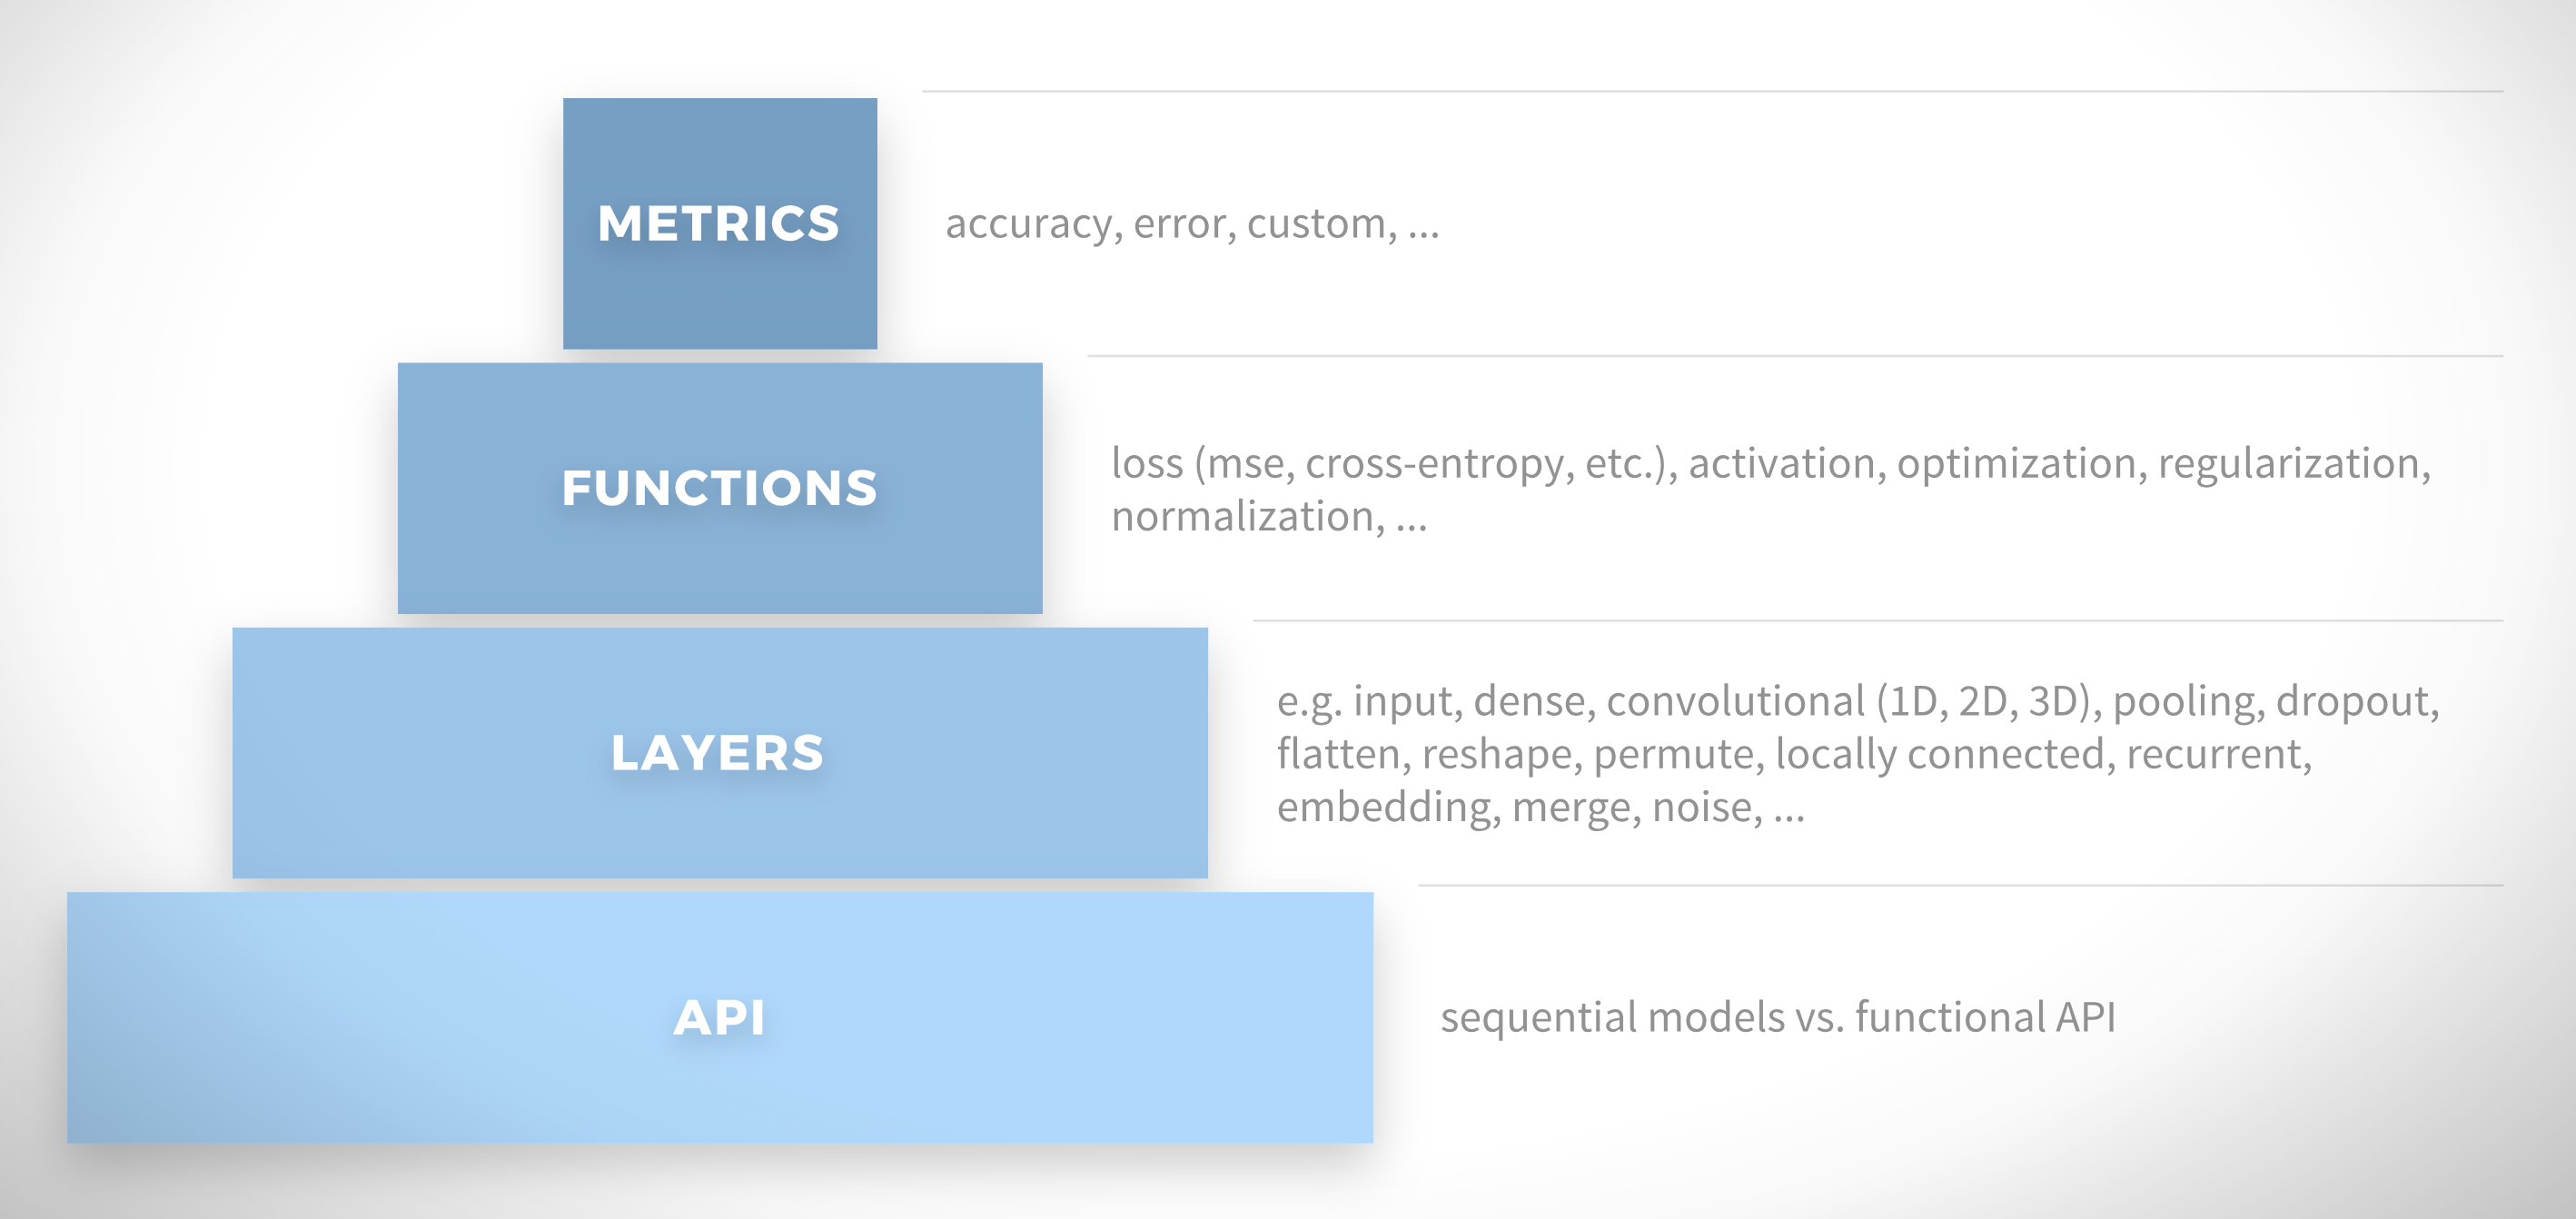 METRICS
accuracy, error, custom, ...
FUNCTIONS
loss (mse, cross-entropy, etc.), activation, optimization, regularization,
normalization, ...
LAYERS
e.g. input, dense, convolutional (1D, 2D, 3D), pooling, dropout,
flatten, reshape, permute, locally connected, recurrent,
embedding, merge, noise, ...
API
sequential models vs. functional API